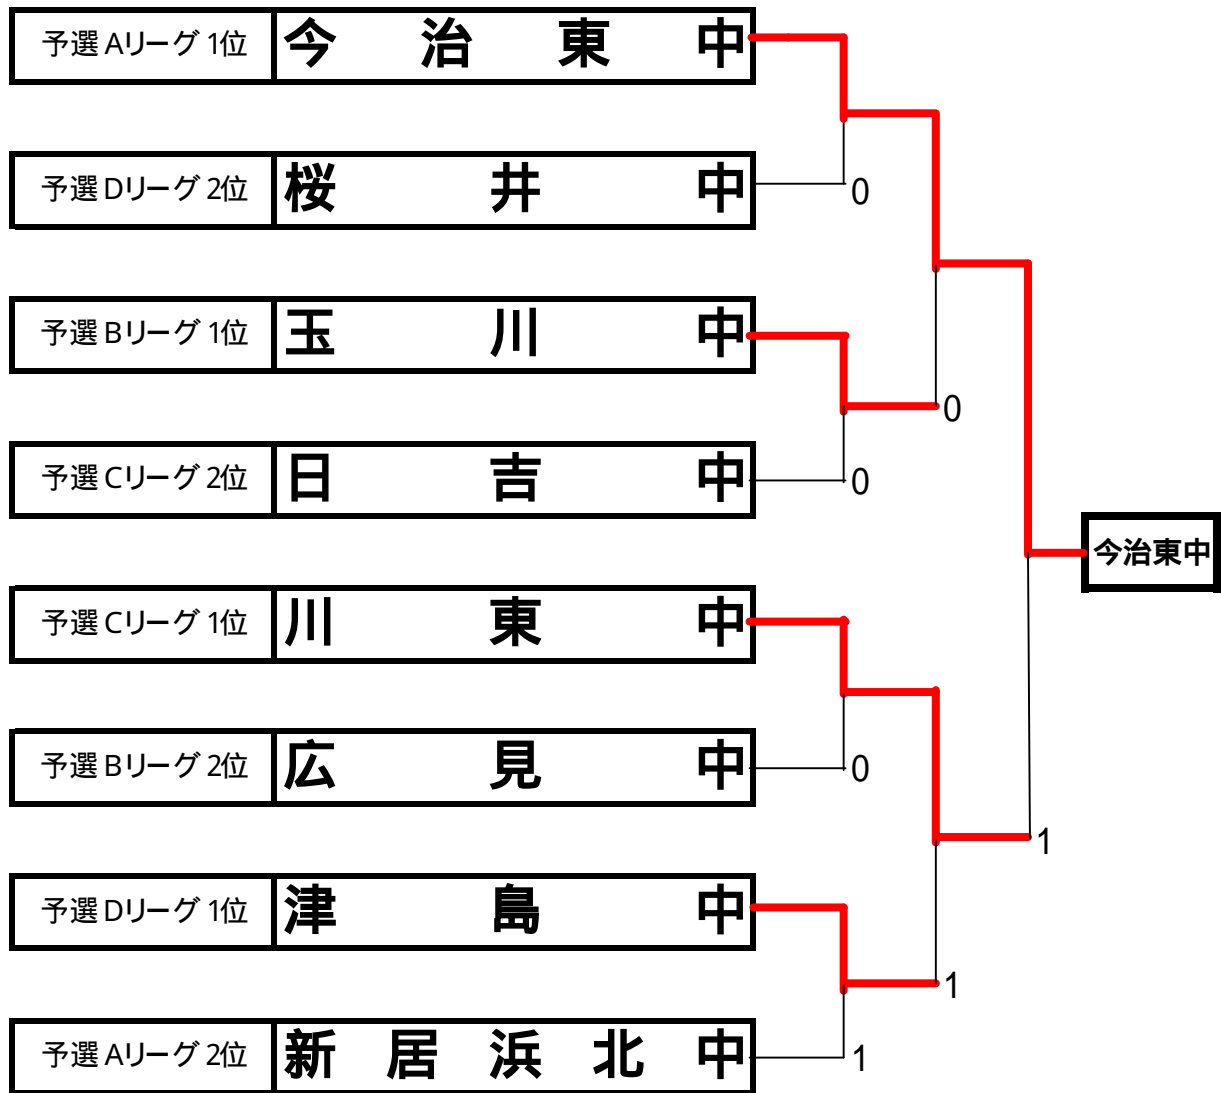 予選Aリーグ1位 今治東中
予選Dリーグ2位 桜井中
0
予選Bリーグ1位 玉川中
0
予選Cリーグ2位 日吉中
0
今治東中
予選Cリーグ1位 川東中
予選Bリーグ2位 広見中
0
1
予選Dリーグ1位 津島中
1
予選Aリーグ2位 新居浜北中
1